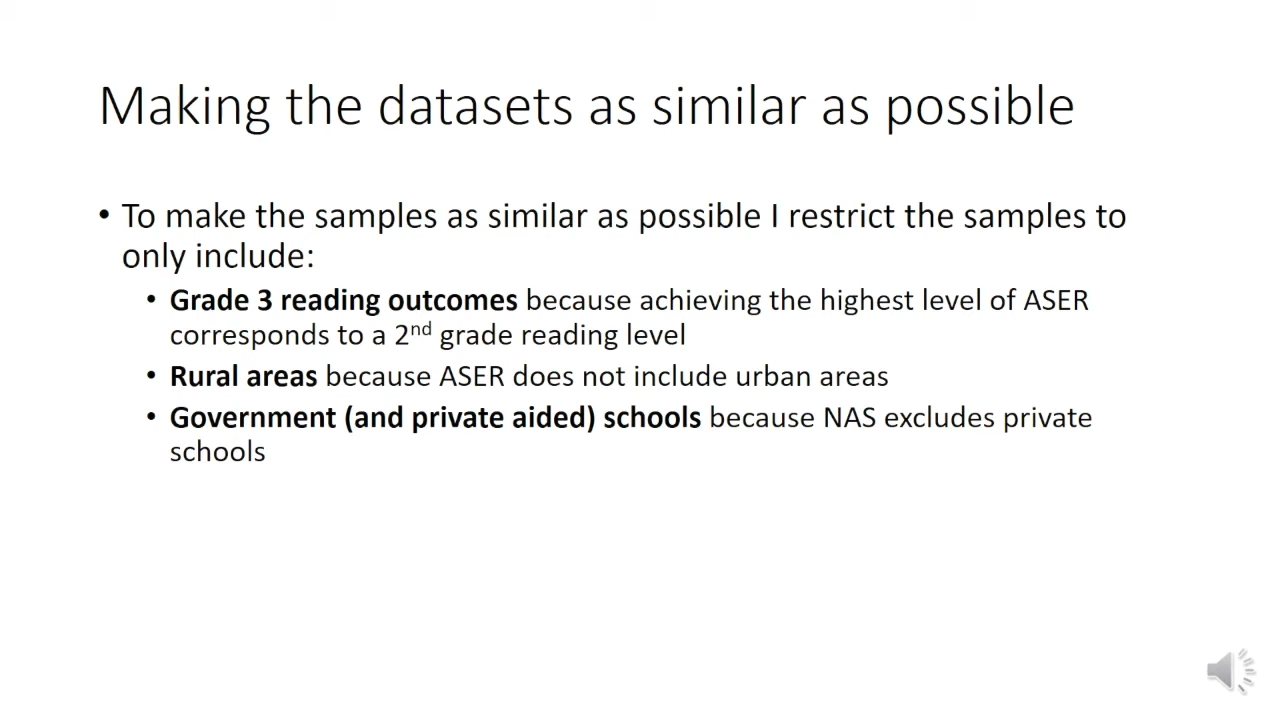 Making the datasets as similar as possible
• To make the samples as similar as possible I restrict the samples to
only include:
• Grade 3 reading outcomes because achieving the highest level of ASER
corresponds to a 2nd grade reading level
• Rural areas because ASER does not include urban areas
• Government (and private aided) schools because NAS excludes private
schools